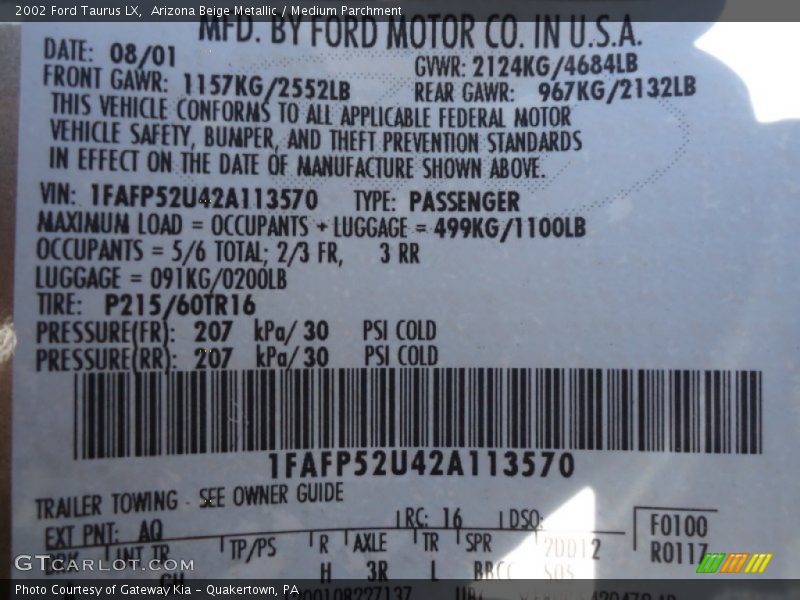 2002 Ford Taurus LX, Arizona Beige Metallic / Medium Parchment
MFD. BY FORD MOTOR CO. IN U.S.A.
DATE: 08/01 GVWR: 2124KG/4684LB
FRONT GAWR: 1157KG/2552LB REAR GAWR: 967KG/2132LB
THIS VEHICLE CONFORMS TO ALL APPLICABLE FEDERAL MOTOR
VEHICLE SAFETY, BUMPER, AND THEFT PREVENTION STANDARDS
IN EFFECT ON THE DATE OF MANUFACTURE SHOWN ABOVE.
VIN: 1FAFP52U42A113570 TYPE: PASSENGER
MAXIMUM LOAD = OCCUPANTS + LUGGAGE = 499KG/1100LB
OCCUPANTS = 5/6 TOTAL; 2/3 FR, 3 RR
LUGGAGE = 091KG/0200LB
TIRE: P215/60TR16
PRESSURE(FR): 207 kPa/ 30 PSI COLD
PRESSURE(RR): 207 kPa/ 30 PSI COLD
1FAFP52U42A113570
TRAILER TOWING - SEE OWNER GUIDE
EXT PNT: AQ RC: 16 DSO: F0100
BRK INT TR TP/PS R AXLE TR SPR 20D12 R0117
H 3R L
GTCARLOT.COM
Photo Courtesy of Gateway Kia - Quakertown, PA